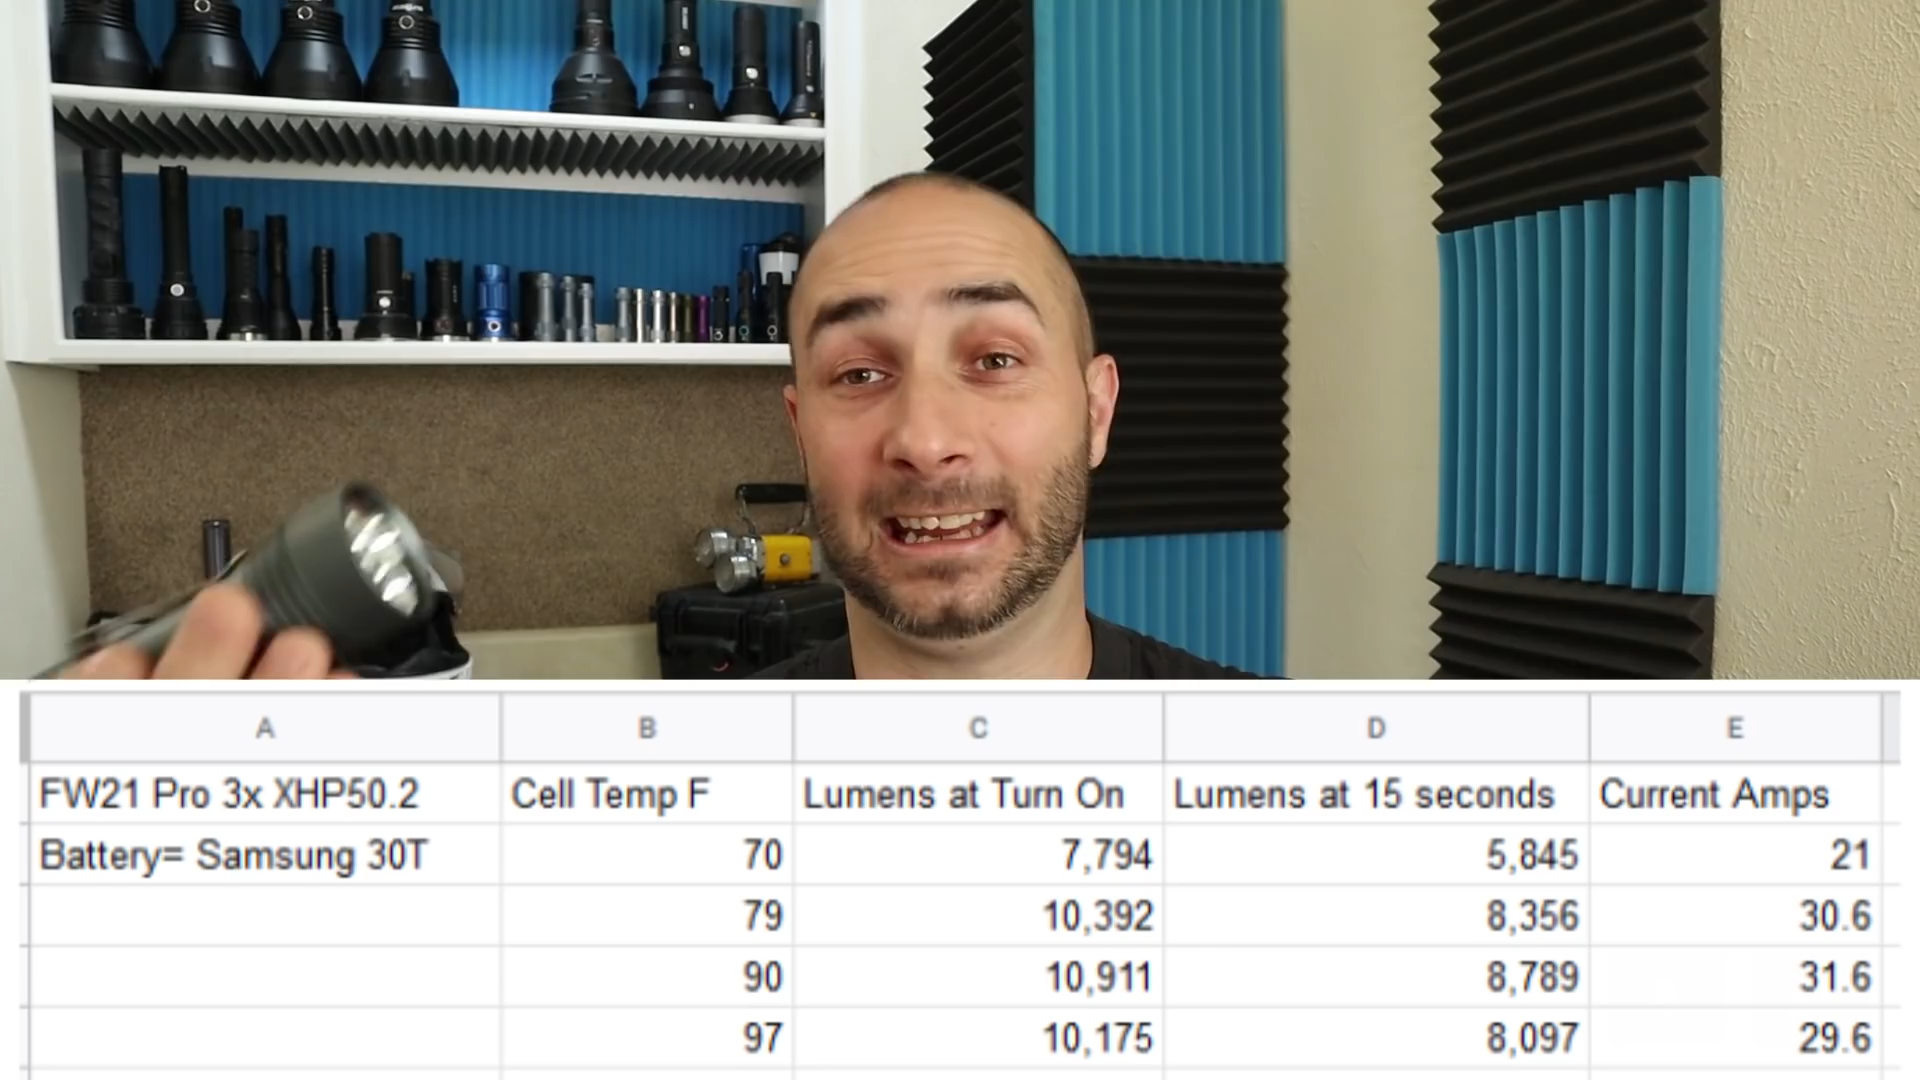 A B C D E
FW21 Pro 3x XHP50.2 Cell Temp F Lumens at Turn On Lumens at 15 seconds Current Amps
Battery= Samsung 30T 70 7,794 5,845 21
79 10,392 8,356 30.6
90 10,911 8,789 31.6
97 10,175 8,097 29.6